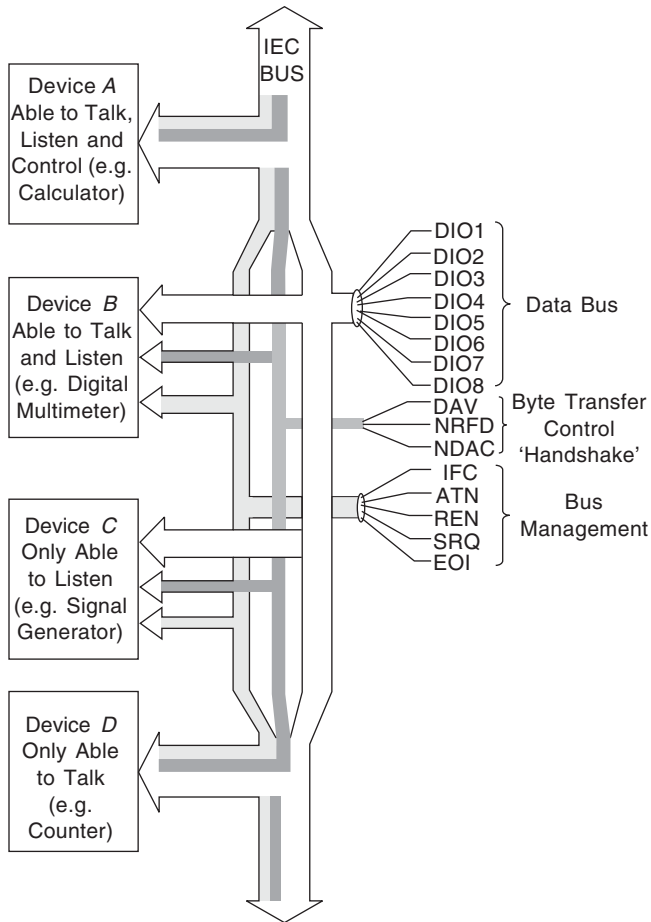 IEC
BUS
Device A
Able to Talk,
Listen and
Control (e.g.
Calculator)
Device B
Able to Talk
and Listen
(e.g. Digital
Multimeter)
Device C
Only Able
to Listen
(e.g. Signal
Generator)
Device D
Only Able
to Talk
(e.g.
Counter)
DIO1
DIO2
DIO3
DIO4
DIO5
DIO6
DIO7
DIO8
Data Bus
DAV
NRFD
NDAC
Byte Transfer
Control
'Handshake'
IFC
ATN
REN
SRQ
EOI
Bus
Management